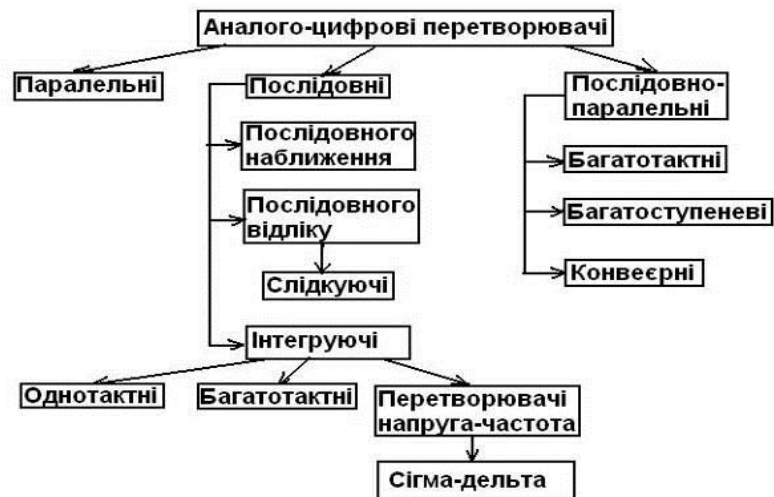 Аналого-цифрові перетворювачі
Паралельні
Послідовні
Послідовно-
паралельні
Послідовного
наближення
Багатотактні
Послідовного
відліку
Багатоступеневі
Слідкуючі
Конвеєрні
Інтегруючі
Однотактні
Багатотактні
Перетворювачі
напруга-частота
Сігма-дельта